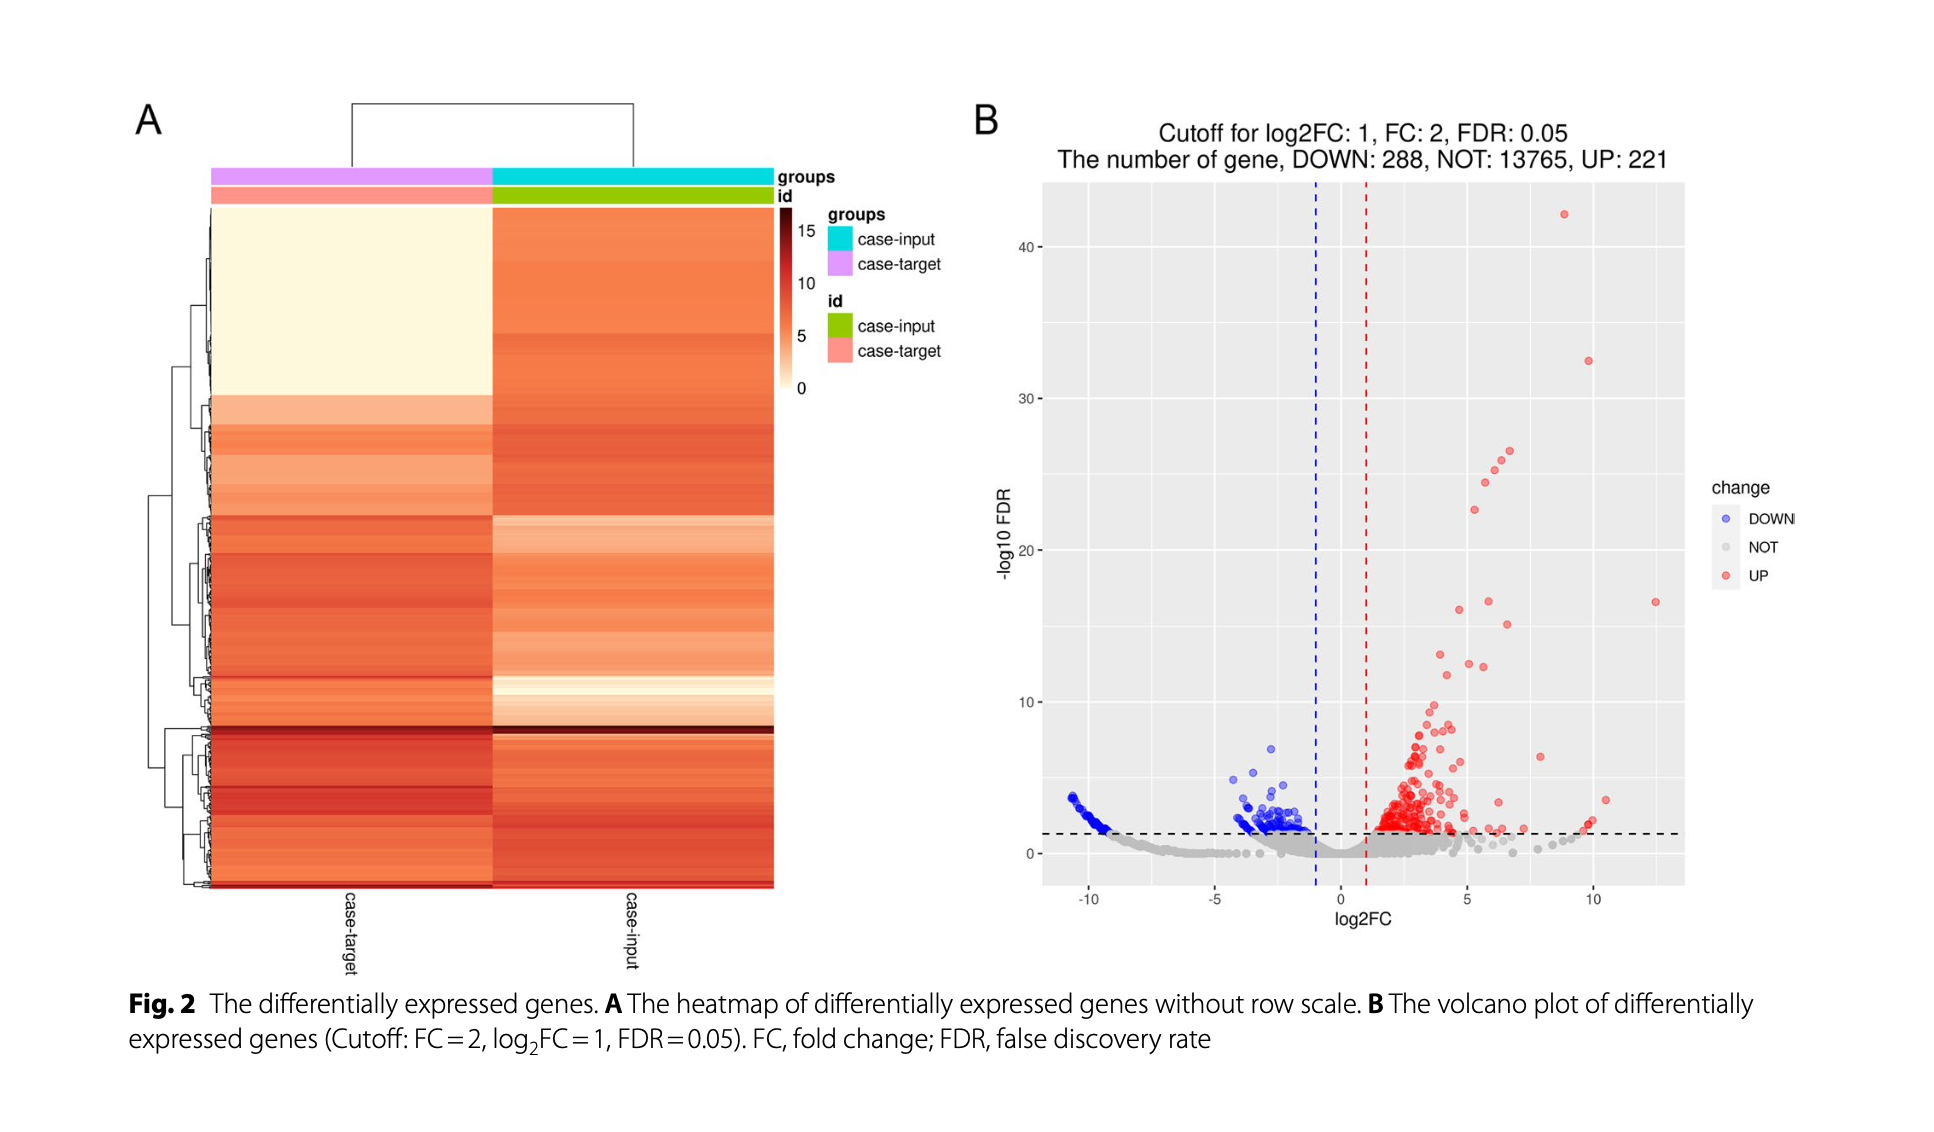 A
groups
id
15
10
5
0
groups
case-input
case-target
id
case-input
case-target
case-target
case-input
B
Cutoff for log2FC: 1, FC: 2, FDR: 0.05
The number of gene, DOWN: 288, NOT: 13765, UP: 221
-log10 FDR
40
30
20
10
0
-10
-5
0
5
10
log2FC
change
DOWN
NOT
UP
Fig. 2 The differentially expressed genes. A The heatmap of differentially expressed genes without row scale. B The volcano plot of differentially
expressed genes (Cutoff: FC = 2, log₂FC = 1, FDR = 0.05). FC, fold change; FDR, false discovery rate